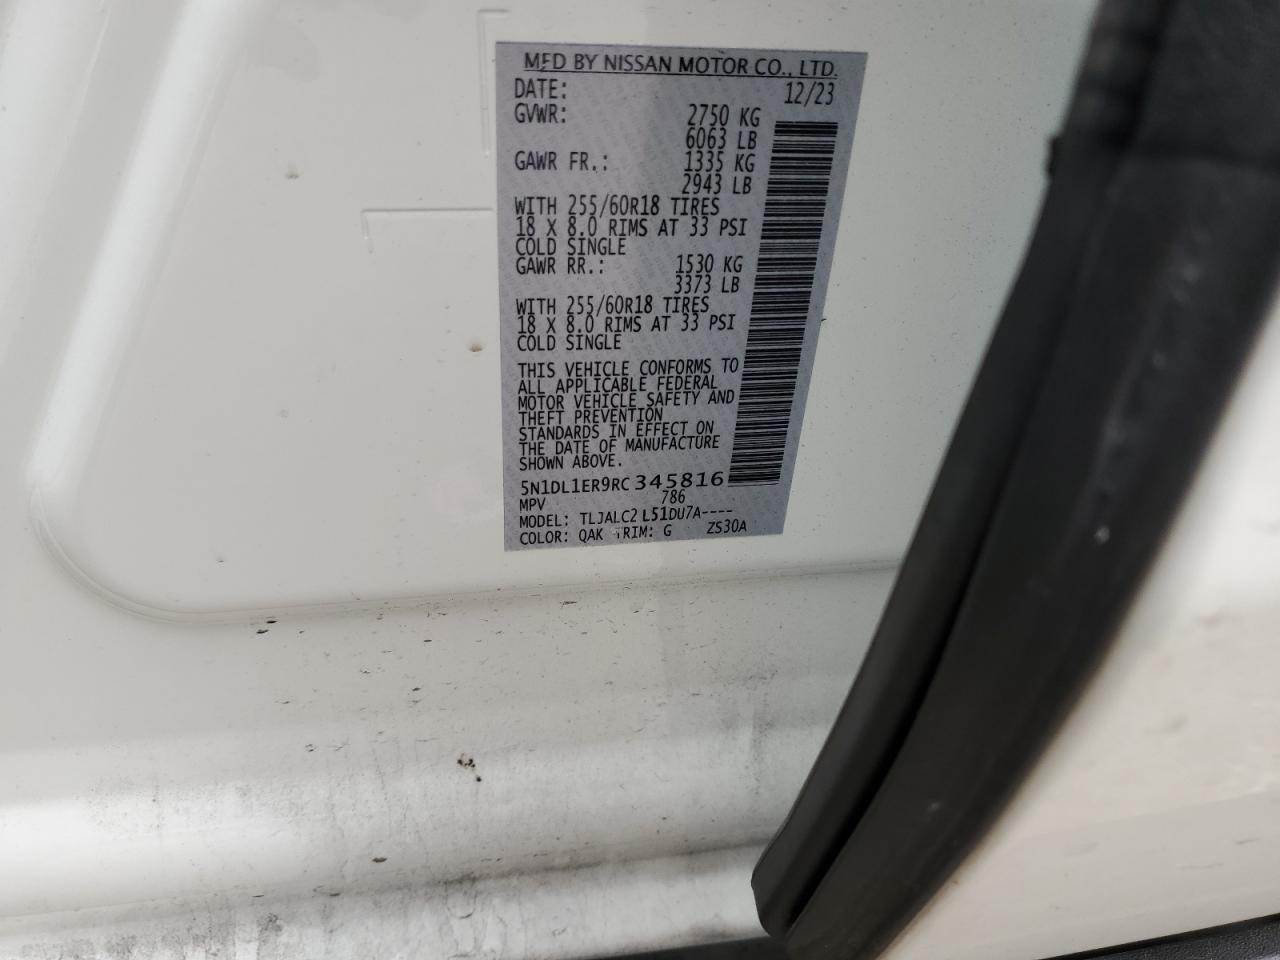 MFD BY NISSAN MOTOR CO., LTD.
DATE: 12/23
GVWR: 2750 KG
6063 LB
GAWR FR.: 1335 KG
2943 LB
WITH 255/60R18 TIRES
18 X 8.0 RIMS AT 33 PSI
COLD SINGLE
GAWR RR.: 1530 KG
3373 LB
WITH 255/60R18 TIRES
18 X 8.0 RIMS AT 33 PSI
COLD SINGLE
THIS VEHICLE CONFORMS TO
ALL APPLICABLE FEDERAL
MOTOR VEHICLE SAFETY AND
THEFT PREVENTION
STANDARDS IN EFFECT ON
THE DATE OF MANUFACTURE
SHOWN ABOVE.
5N1DL1ER9RC345816
MPV 786
MODEL: TLJALC2 L51DU7A----
COLOR: QAK TRIM: G ZS30A